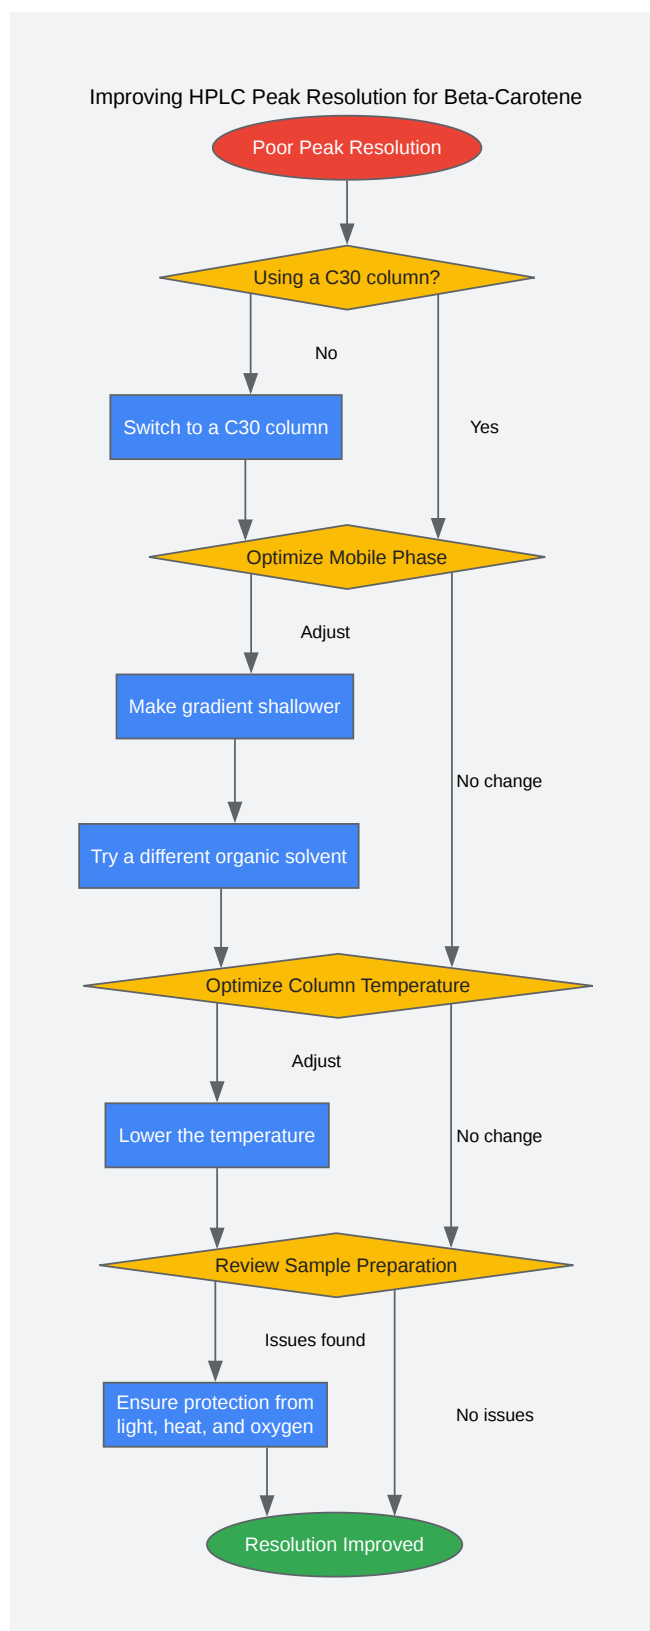 Improving HPLC Peak Resolution for Beta-Carotene
Poor Peak Resolution
Using a C30 column?
No
Switch to a C30 column
Yes
Optimize Mobile Phase
Adjust
Make gradient shallower
No change
Try a different organic solvent
Optimize Column Temperature
Adjust
Lower the temperature
No change
Review Sample Preparation
Issues found
Ensure protection from
light, heat, and oxygen
No issues
Resolution Improved